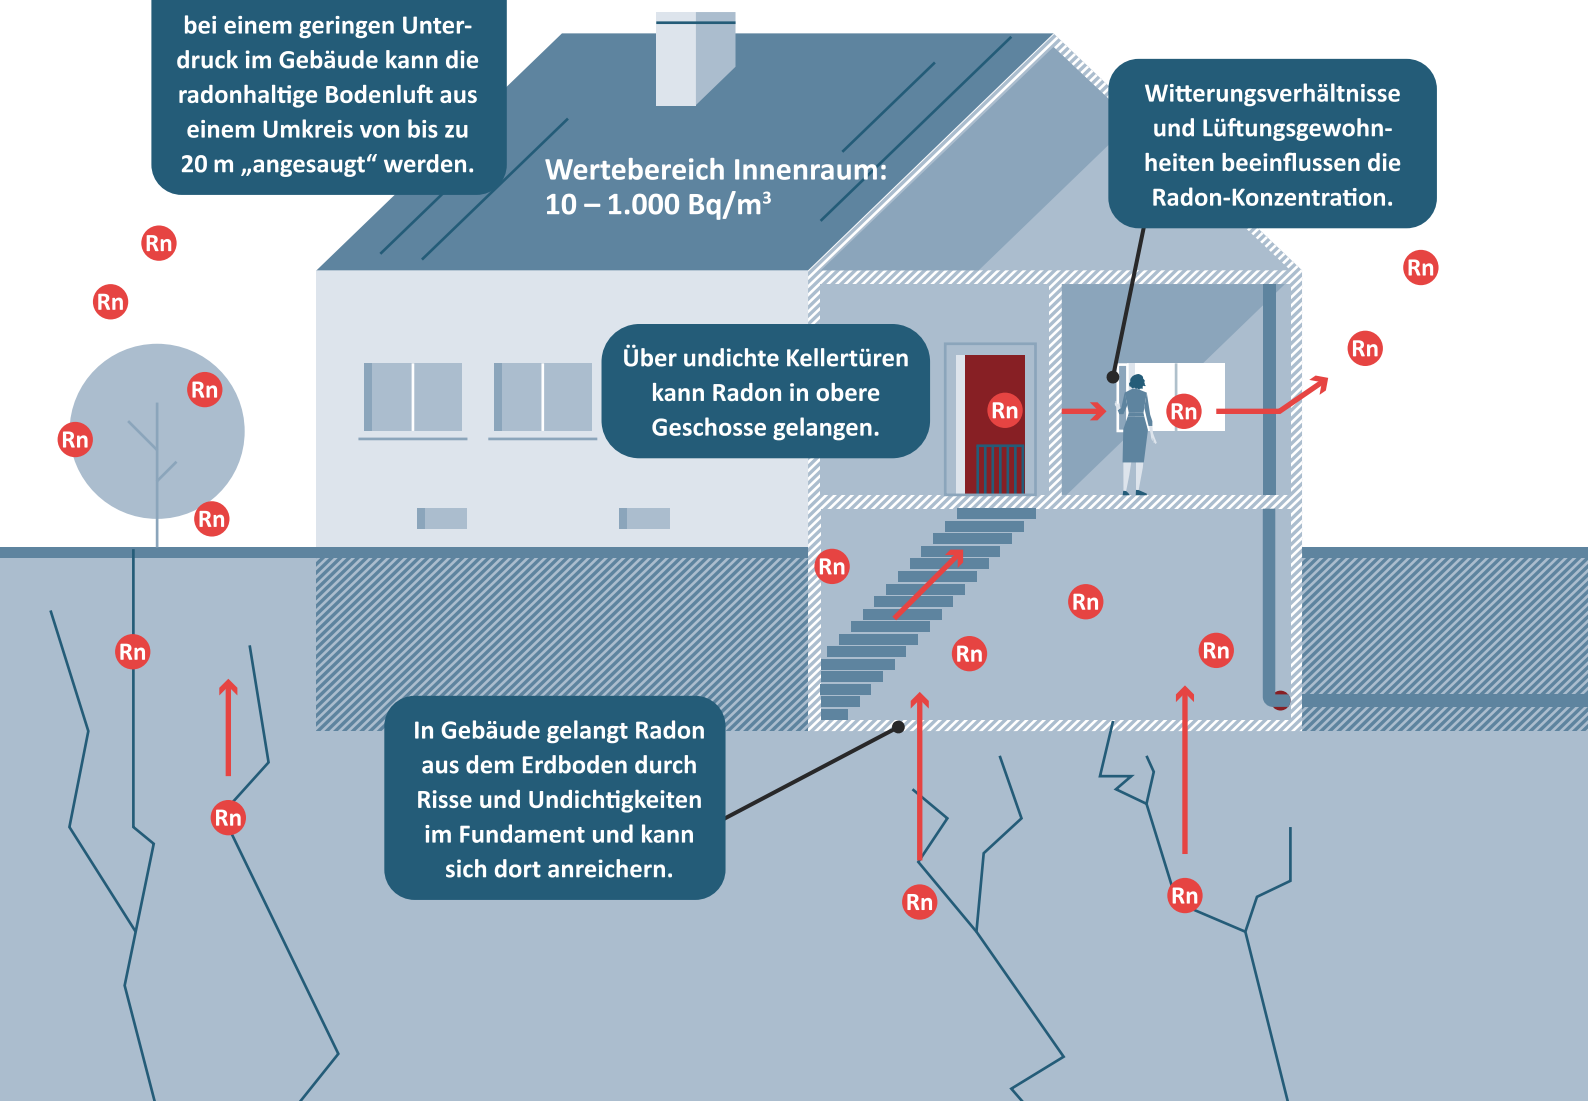 bei einem geringen Unter-
druck im Gebäude kann die
radonhaltige Bodenluft aus
einem Umkreis von bis zu
20 m „angesaugt“ werden.
Wertebereich Innenraum:
10 – 1.000 Bq/m³
Witterungsverhältnisse
und Lüftungsgewohn-
heiten beeinflussen die
Radon-Konzentration.
Rn
Rn
Rn
Rn
Über undichte Kellertüren
kann Radon in obere
Geschosse gelangen.
Rn
Rn
Rn
Rn
Rn
Rn
Rn
Rn
Rn
Rn
Rn
In Gebäude gelangt Radon
aus dem Erdboden durch
Risse und Undichtigkeiten
im Fundament und kann
sich dort anreichern.
Rn
Rn
Rn